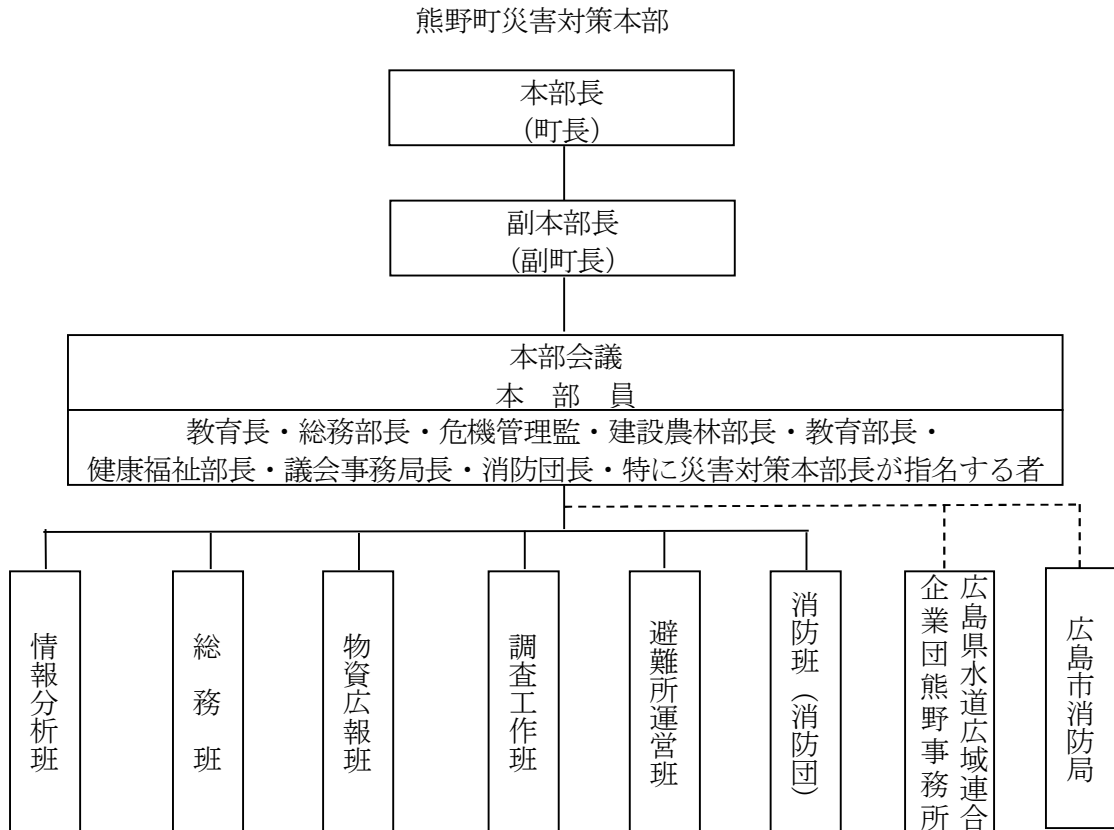 熊野町災害対策本部
本部長
(町長)
副本部長
(副町長)
本部会議
本　部　員
教育長・総務部長・危機管理監・建設農林部長・教育部長・
健康福祉部長・議会事務局長・消防団長・特に災害対策本部長が指名する者
情報分析班
総　務　班
物資広報班
調査工作班
避難所運営班
消防班（消防団）
広島県水道広域連合
企業団熊野事務所
広島市消防局